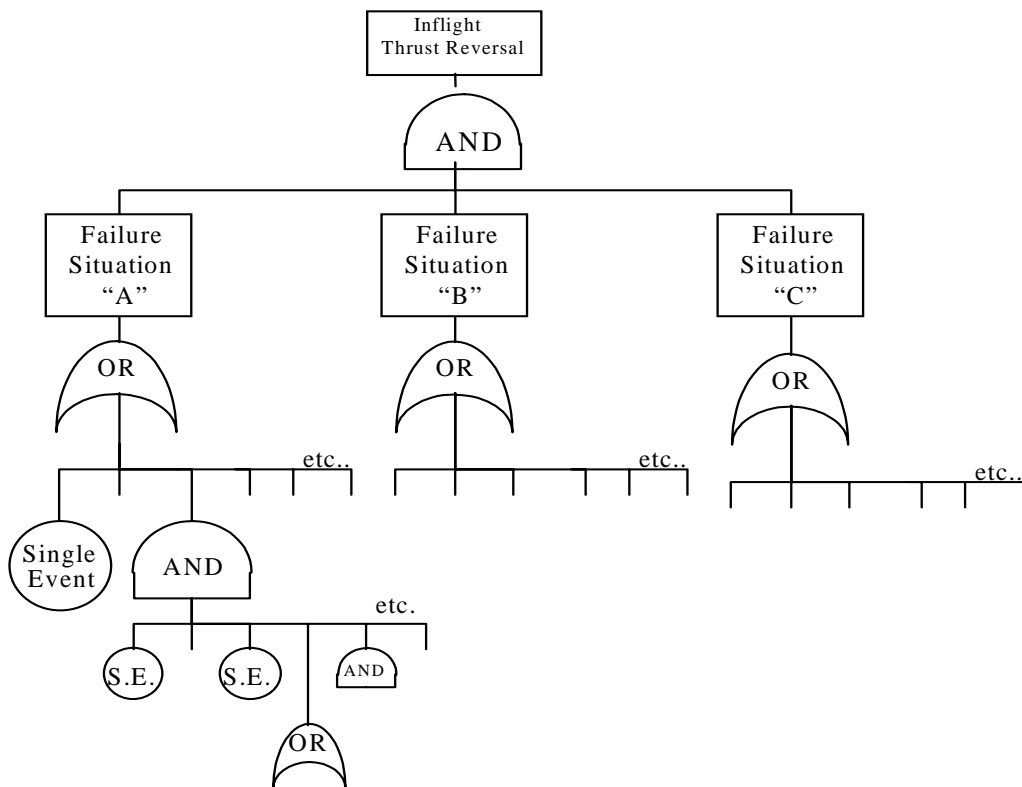 Inflight
Thrust Reversal
AND
Failure
Situation
“A”
Failure
Situation
“B”
Failure
Situation
“C”
OR
OR
OR
etc..
etc..
etc..
Single
Event
AND
etc.
S.E.
S.E.
AND
OR